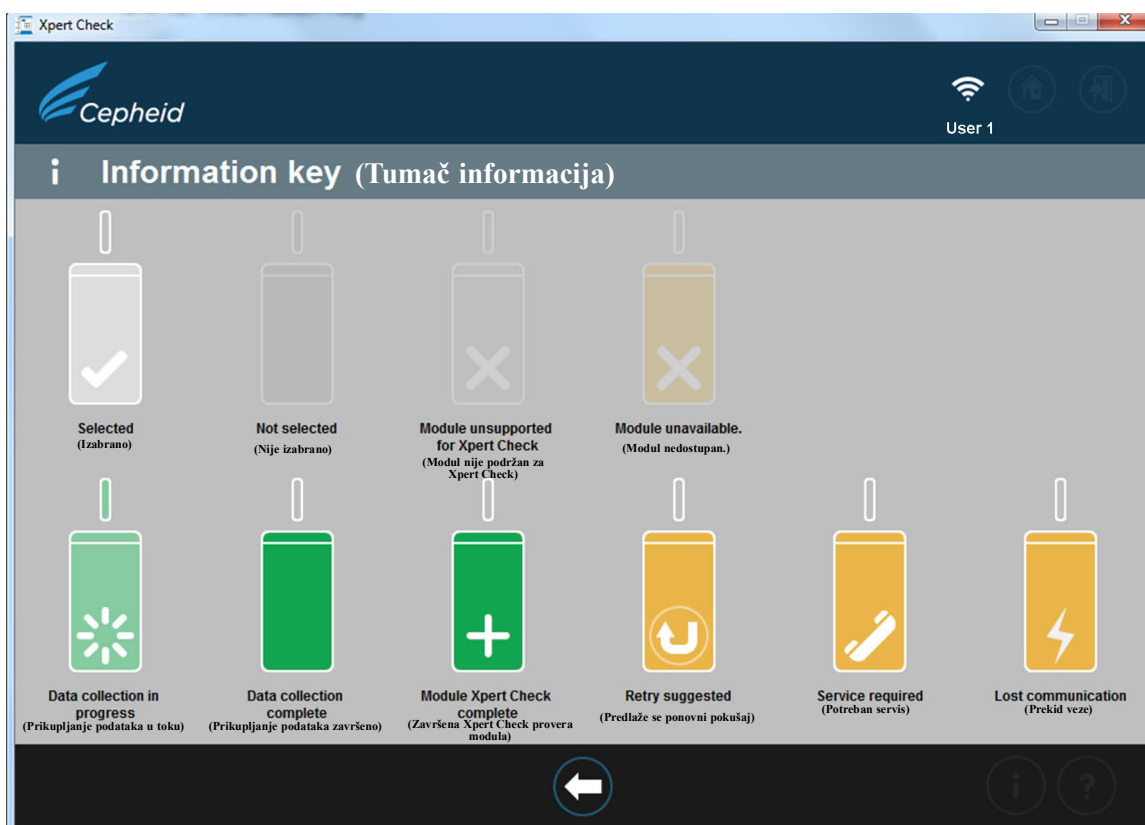 Xpert Check
Cepheid
User 1
i Information key (Tumač informacija)
Selected
(Izabrano)
Not selected
(Nije izabrano)
Module unsupported
for Xpert Check
(Modul nije podržan za
Xpert Check)
Module unavailable.
(Modul nedostupan.)
Data collection in
progress
(Prikupljanje podataka u toku)
Data collection
complete
(Prikupljanje podataka završeno)
Module Xpert Check
complete
(Završena Xpert Check provera
modula)
Retry suggested
(Predlaže se ponovni pokušaj)
Service required
(Potreban servis)
Lost communication
(Prekid veze)
i ?